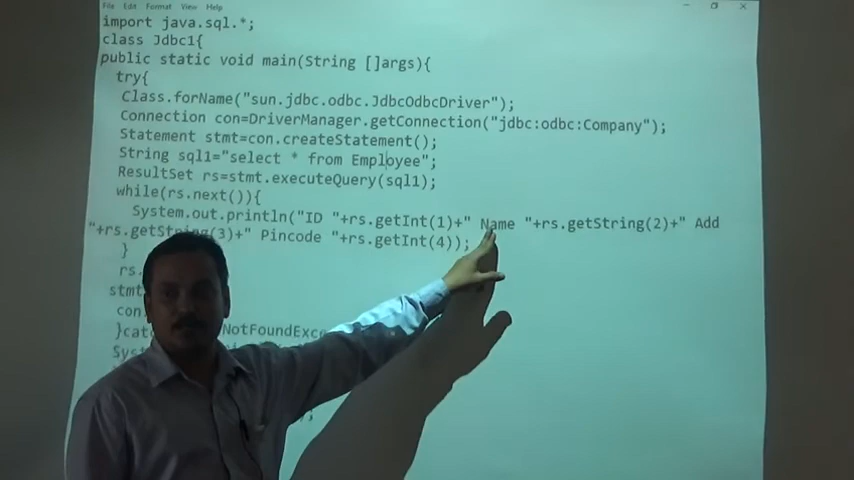 File Edit Format View Help
import java.sql.*;
class Jdbc1{
public static void main(String []args){
try{
Class.forName("sun.jdbc.odbc.JdbcOdbcDriver");
Connection con=DriverManager.getConnection("jdbc:odbc:Company");
Statement stmt=con.createStatement();
String sql1="select * from Employee";
ResultSet rs=stmt.executeQuery(sql1);
while(rs.next()){
System.out.println("ID "+rs.getInt(1)+" Name "+rs.getString(2)+" Add
"+rs.getString(3)+" Pincode "+rs.getInt(4));
}
rs.
stmt
con
}cat NotFoundExc
Sys